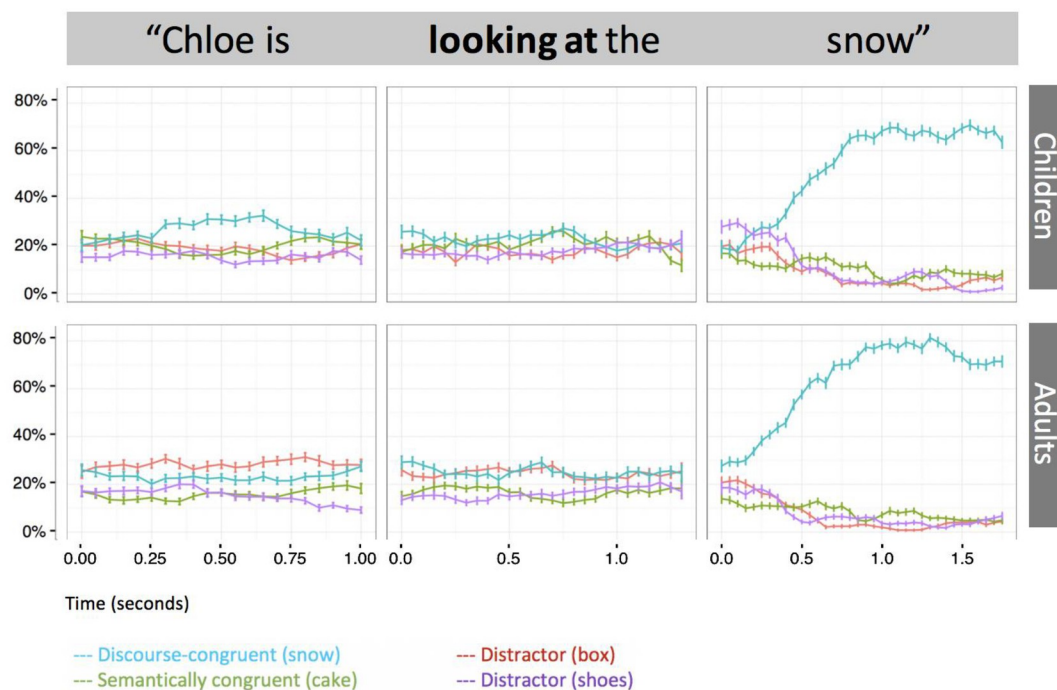 “Chloe is looking at the snow”
80%
60%
40%
20%
0%
Children
80%
60%
40%
20%
0%
Adults
0.00 0.25 0.50 0.75 1.00 0.0 0.5 1.0 0.0 0.5 1.0 1.5
Time (seconds)
--- Discourse-congruent (snow) --- Distractor (box)
--- Semantically congruent (cake) --- Distractor (shoes)